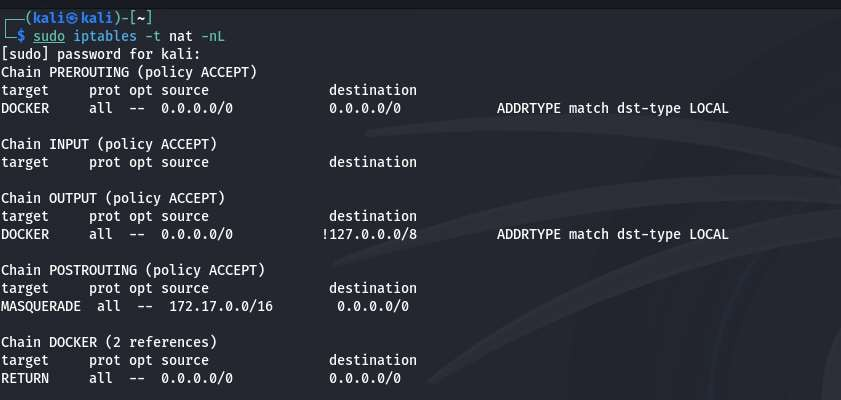 ┌──(kali㉿kali)-[~]
└─$ sudo iptables -t nat -nL
[sudo] password for kali:
Chain PREROUTING (policy ACCEPT)
target     prot opt source               destination
DOCKER     all  --  0.0.0.0/0            0.0.0.0/0            ADDRTYPE match dst-type LOCAL

Chain INPUT (policy ACCEPT)
target     prot opt source               destination

Chain OUTPUT (policy ACCEPT)
target     prot opt source               destination
DOCKER     all  --  0.0.0.0/0           !127.0.0.0/8          ADDRTYPE match dst-type LOCAL

Chain POSTROUTING (policy ACCEPT)
target     prot opt source               destination
MASQUERADE  all  --  172.17.0.0/16        0.0.0.0/0

Chain DOCKER (2 references)
target     prot opt source               destination
RETURN     all  --  0.0.0.0/0            0.0.0.0/0